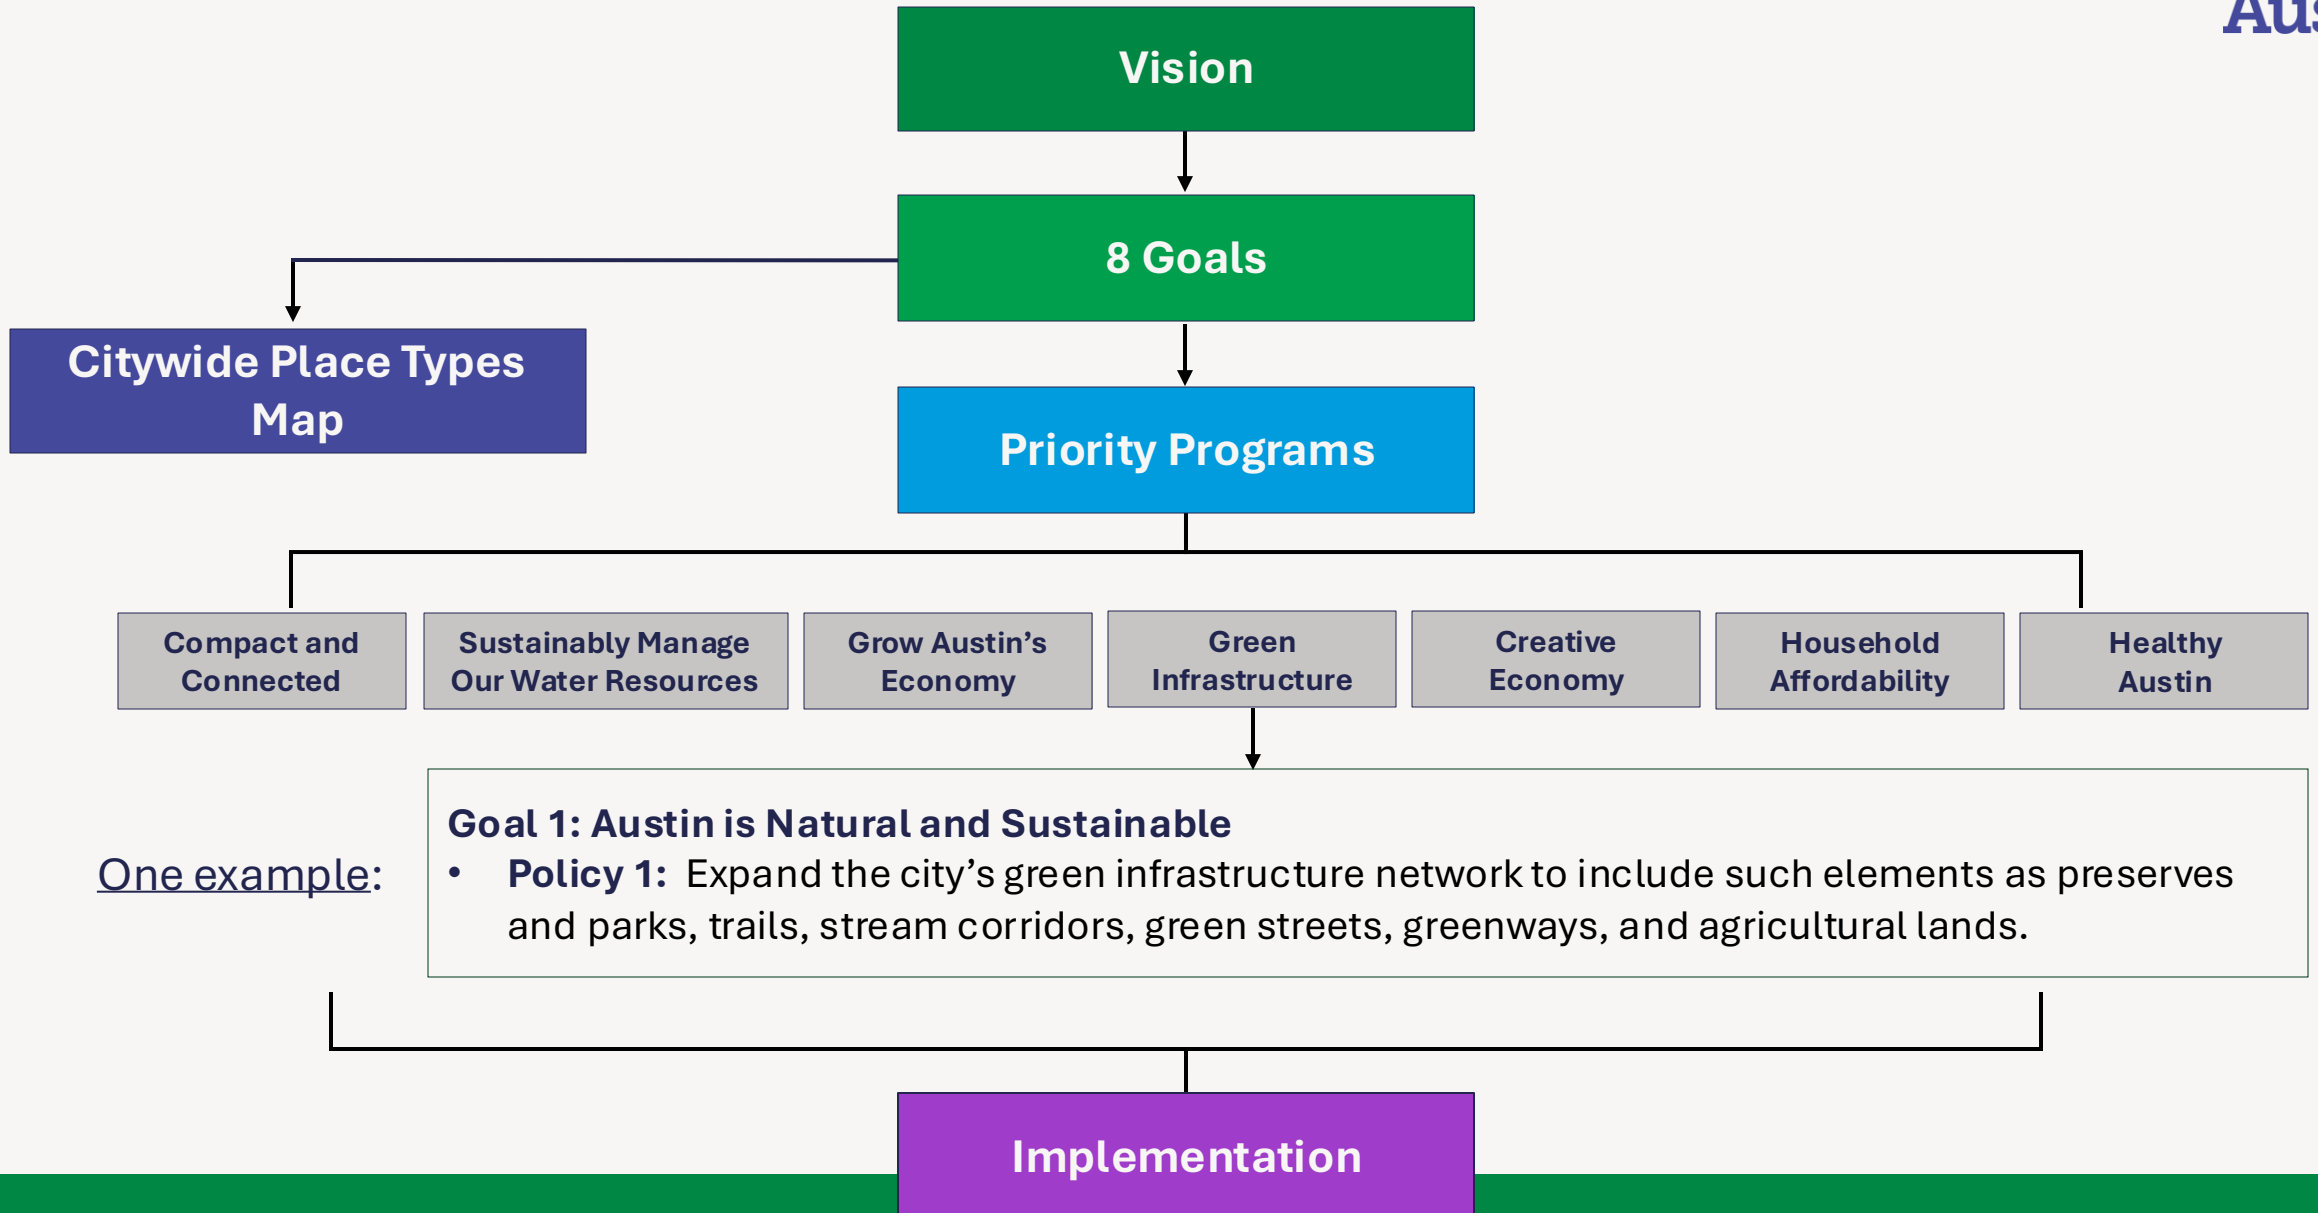 Vision
8 Goals
Citywide Place Types
Map
Priority Programs
Compact and
Connected
Sustainably Manage
Our Water Resources
Grow Austin’s
Economy
Green
Infrastructure
Creative
Economy
Household
Affordability
Healthy
Austin
One example:
Goal 1: Austin is Natural and Sustainable
• Policy 1: Expand the city’s green infrastructure network to include such elements as preserves
and parks, trails, stream corridors, green streets, greenways, and agricultural lands.
Implementation